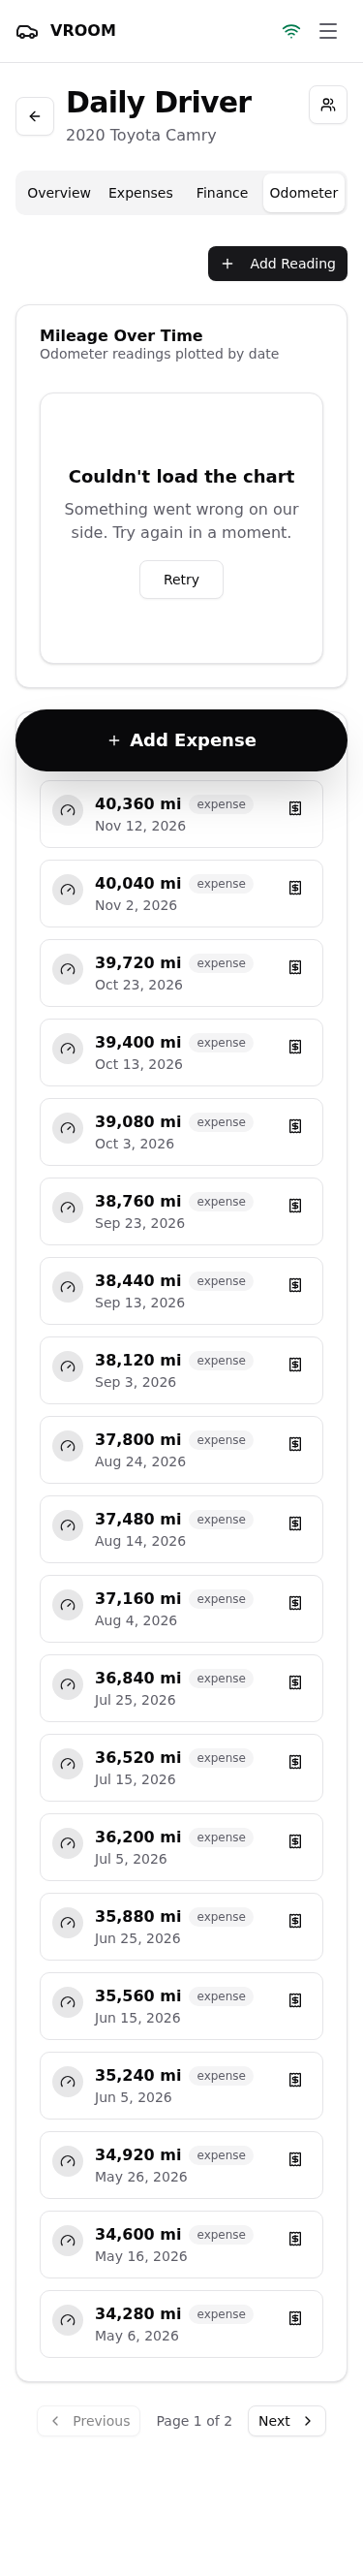 VROOM
Daily Driver
2020 Toyota Camry
Overview Expenses Finance Odometer
+ Add Reading
Mileage Over Time
Odometer readings plotted by date
Couldn't load the chart
Something went wrong on our
side. Try again in a moment.
Retry
+ Add Expense
40,360 mi expense
Nov 12, 2026
40,040 mi expense
Nov 2, 2026
39,720 mi expense
Oct 23, 2026
39,400 mi expense
Oct 13, 2026
39,080 mi expense
Oct 3, 2026
38,760 mi expense
Sep 23, 2026
38,440 mi expense
Sep 13, 2026
38,120 mi expense
Sep 3, 2026
37,800 mi expense
Aug 24, 2026
37,480 mi expense
Aug 14, 2026
37,160 mi expense
Aug 4, 2026
36,840 mi expense
Jul 25, 2026
36,520 mi expense
Jul 15, 2026
36,200 mi expense
Jul 5, 2026
35,880 mi expense
Jun 25, 2026
35,560 mi expense
Jun 15, 2026
35,240 mi expense
Jun 5, 2026
34,920 mi expense
May 26, 2026
34,600 mi expense
May 16, 2026
34,280 mi expense
May 6, 2026
Previous Page 1 of 2 Next